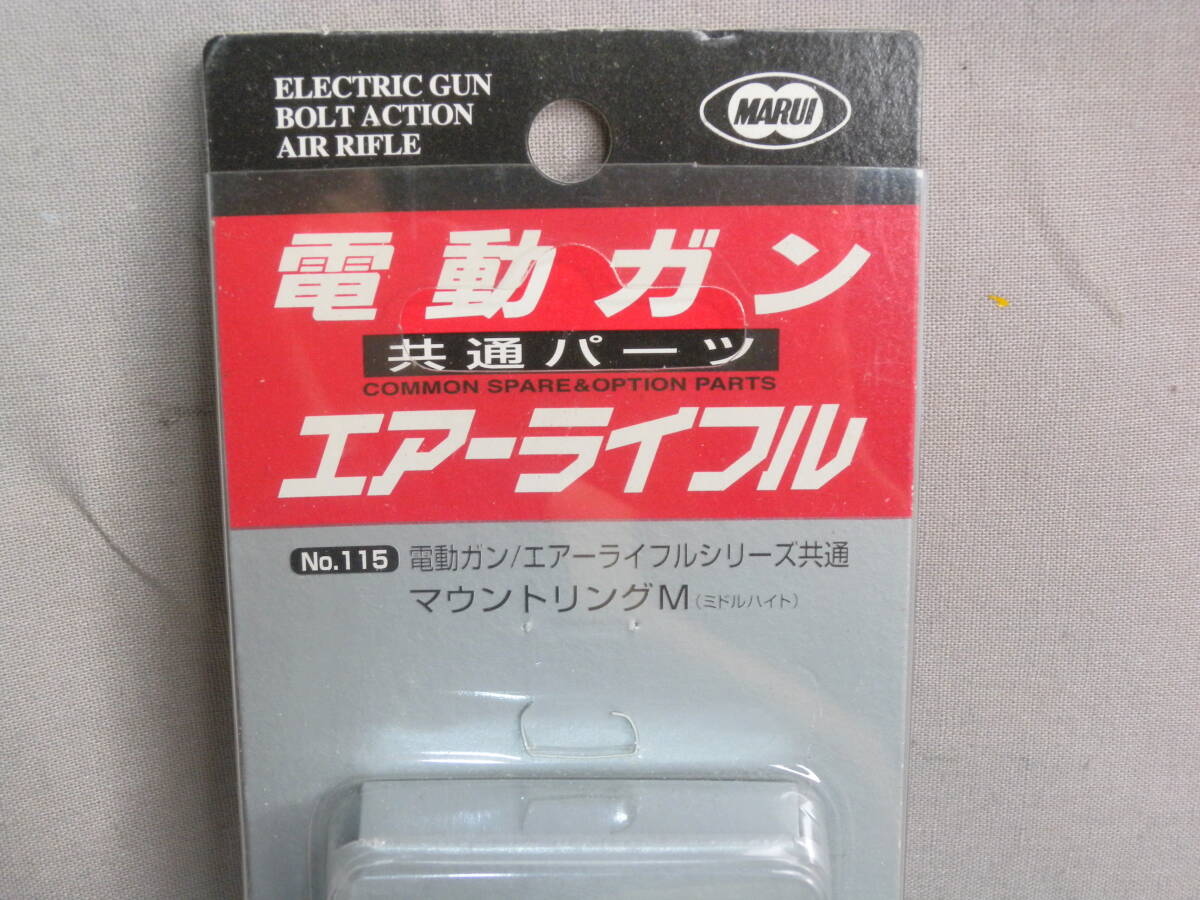 ELECTRIC GUN
BOLT ACTION
AIR RIFLE
MARUI
電動ガン
共通パーツ
COMMON SPARE&OPTION PARTS
エアーライフル
No.115 電動ガン/エアーライフルシリーズ共通
マウントリングM(ミドルハイト)